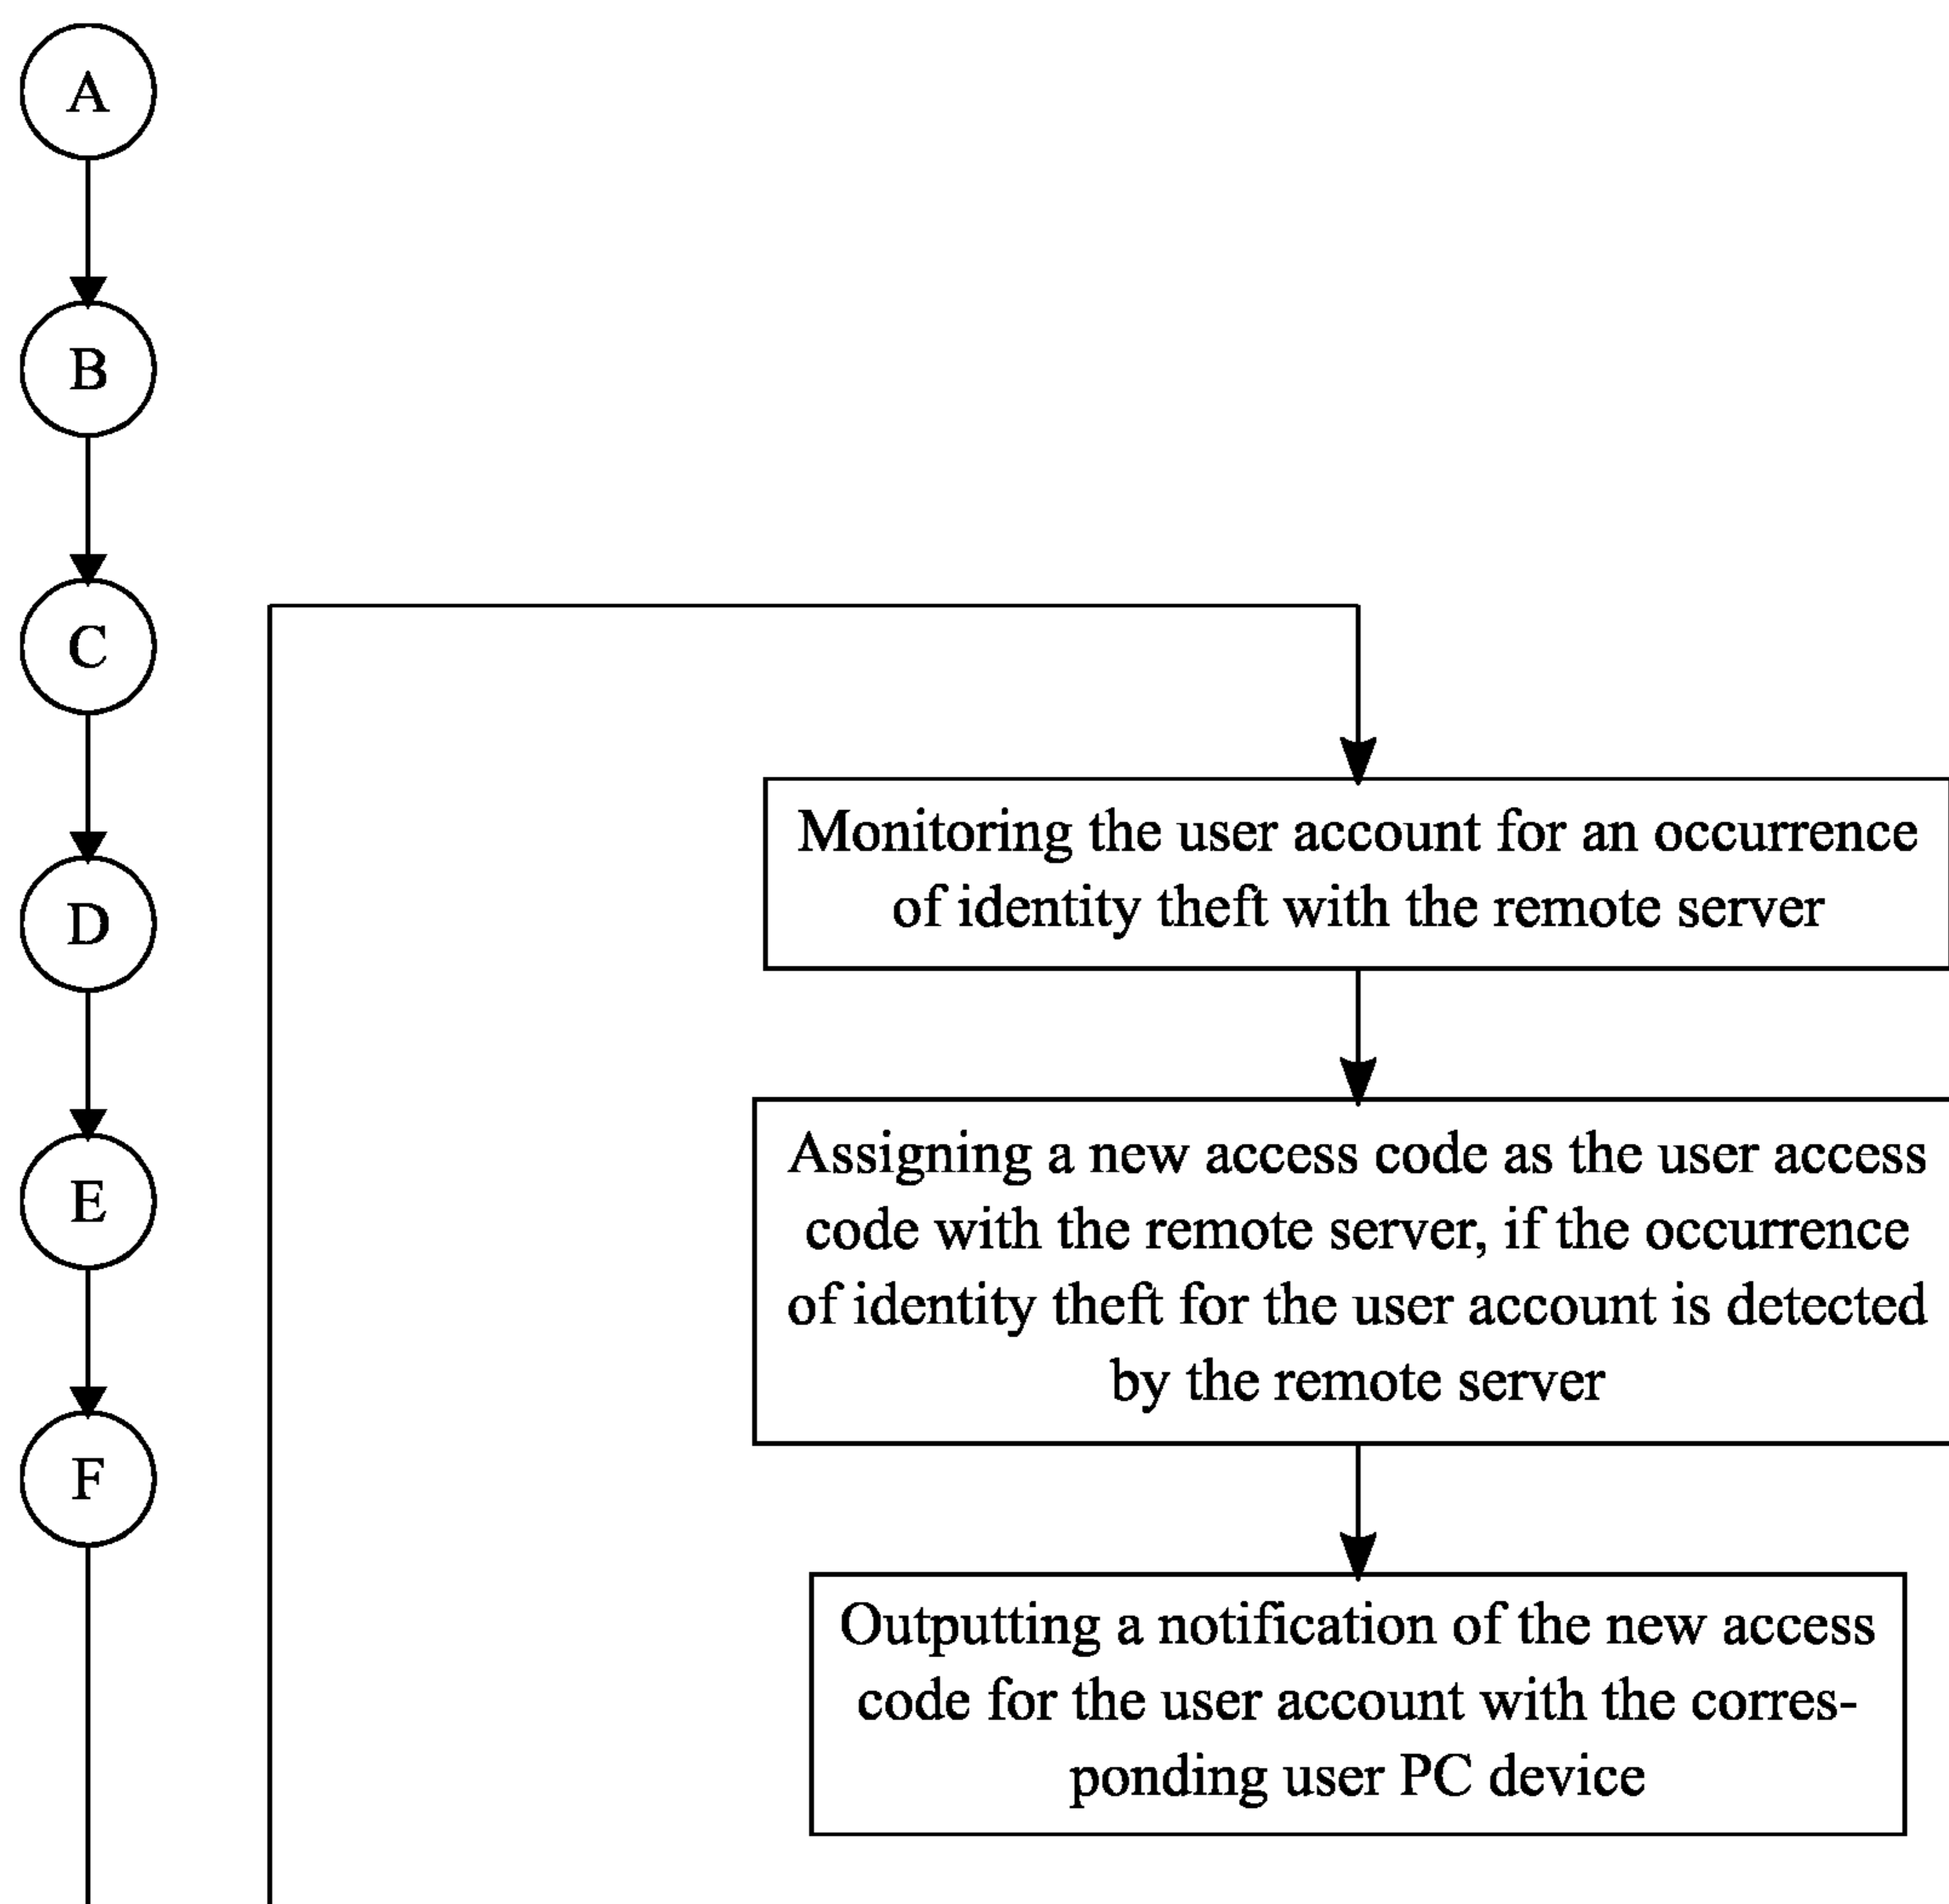 A
B
C
D
E
F
Monitoring the user account for an occurrence
of identity theft with the remote server
Assigning a new access code as the user access
code with the remote server, if the occurrence
of identity theft for the user account is detected
by the remote server
Outputting a notification of the new access
code for the user account with the corres-
ponding user PC device